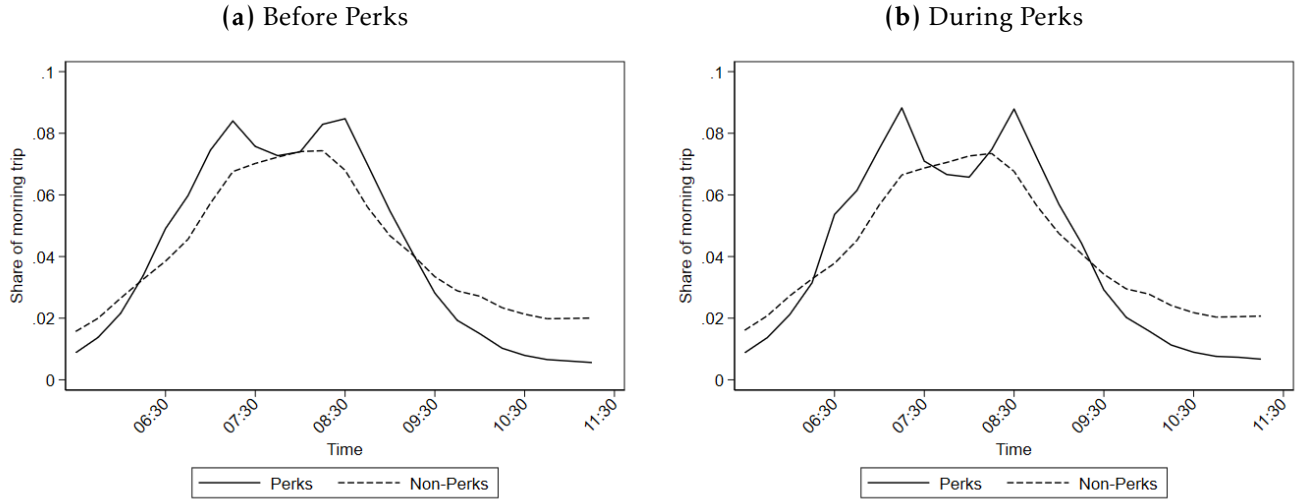 (a) Before Perks
.1
.08
.06
.04
.02
0
Share of morning trip
06:30
07:30
08:30
09:30
10:30
11:30
Time
Perks
Non-Perks
(b) During Perks
.1
.08
.06
.04
.02
0
Share of morning trip
06:30
07:30
08:30
09:30
10:30
11:30
Time
Perks
Non-Perks